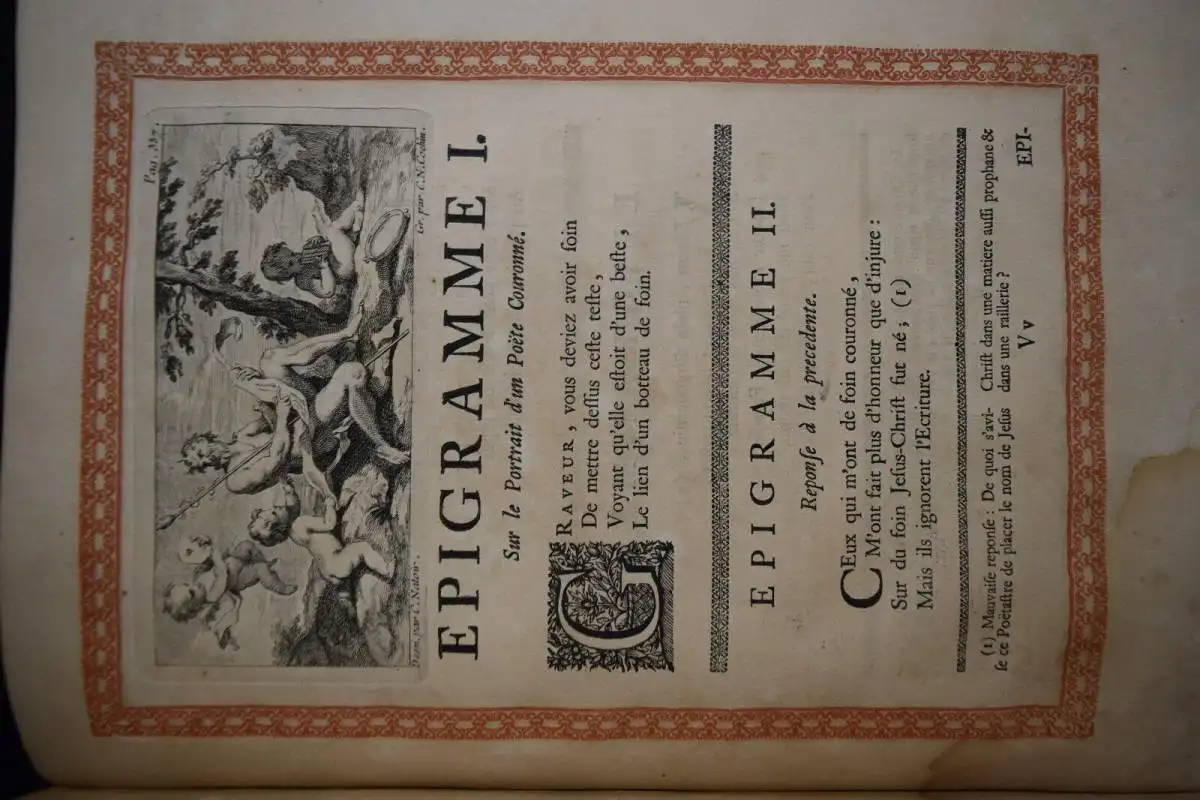 Pag. 337.
par C. Natoir.
Gr. par C.N. Cochin.
EPIGRAMME I.
Sur le Portrait d'un Poëte Couronné.
GRAVEUR, vous deviez avoir ſoin
De mettre deſſus ceſte teſte,
Voyant qu'elle eſtoit d'une beſte,
Le lien d'un botteau de foin.
EPIGRAMME II.
Reponſe à la precedente.
CEux qui m'ont de foin couronné,
M'ont fait plus d'honneur que d'injure :
Sur du foin Jeſus-Chriſt fut né ; (1)
Mais ils ignorent l'Ecriture.
(1) Mauvaiſe reponſe : De quoi s'avi-
ſe ce Poëtaſtre de placer le nom de Jeſus
Chriſt dans une matiere auſſi prophane &
dans une raillerie ?
V v
EPI-